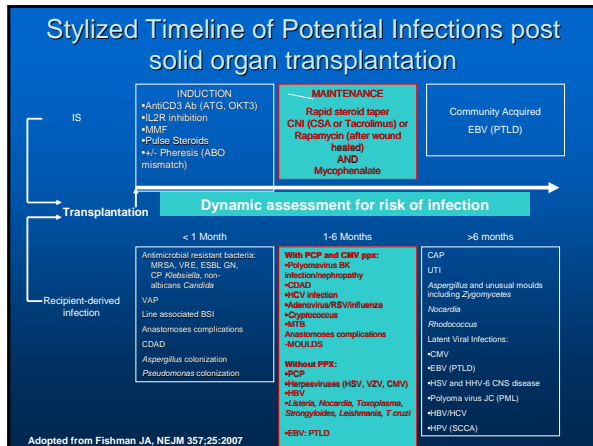 Stylized Timeline of Potential Infections post
solid organ transplantation
IS
INDUCTION
•AntiCD3 Ab (ATG, OKT3)
•IL2R inhibition
•MMF
•Pulse Steroids
•+/- Pheresis (ABO
mismatch)
MAINTENANCE
Rapid steroid taper
CNI (CSA or Tacrolimus) or
Rapamycin (after wound
healed)
AND
Mycophenalate
Community Acquired
EBV (PTLD)
Transplantation
Dynamic assessment for risk of infection
< 1 Month
1-6 Months
>6 months
Recipient-derived
infection
Antimicrobial resistant bacteria:
MRSA, VRE, ESBL GN,
CP Klebsiella, non-
albicans Candida
VAP
Line associated BSI
Anastomoses complications
CDAD
Aspergillus colonization
Pseudomonas colonization
With PCP and CMV ppx:
•Polyomavirus BK
infection/nephropathy
•CDAD
•HCV infection
•Adenovirus/RSV/influenza
•Cryptococcus
•MTB
Anastomoses complications
-MOULDS
Without PPX:
•PCP
•Herpesviruses (HSV, VZV, CMV)
•HBV
•Listeria, Nocardia, Toxoplasma,
Strongyloides, Leishmania, T cruzi
•EBV: PTLD
CAP
UTI
Aspergillus and unusual moulds
including Zygomycetes
Nocardia
Rhodococcus
Latent Viral Infections:
•CMV
•EBV (PTLD)
•HSV and HHV-6 CNS disease
•Polyoma virus JC (PML)
•HBV/HCV
•HPV (SCCA)
Adopted from Fishman JA, NEJM 357;25:2007